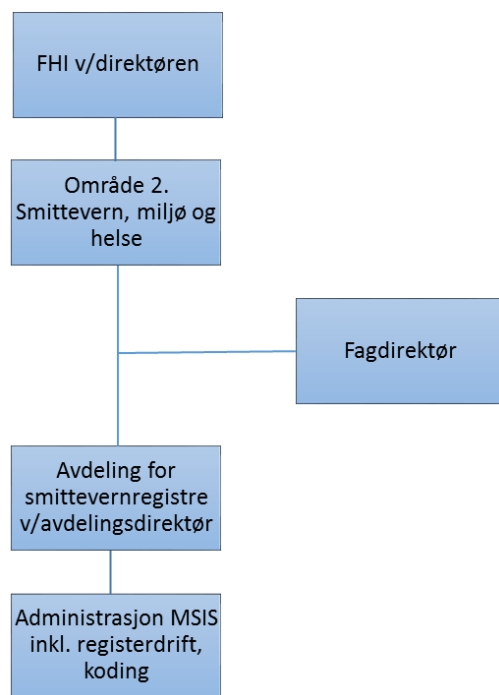 FHI v/direktøren
Område 2.
Smittevern, miljø og
helse
Fagdirektør
Avdeling for
smittevernregistre
v/avdelingsdirektør
Administrasjon MSIS
inkl. registerdrift,
koding